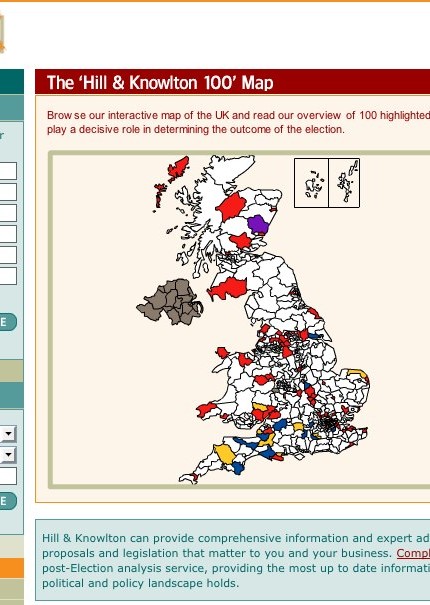 The 'Hill & Knowlton 100' Map
r
Browse our interactive map of the UK and read our overview of 100 highlighted
play a decisive role in determining the outcome of the election.
E
E
Hill & Knowlton can provide comprehensive information and expert ad
proposals and legislation that matter to you and your business. Compl
post-Election analysis service, providing the most up to date informati
political and policy landscape holds.